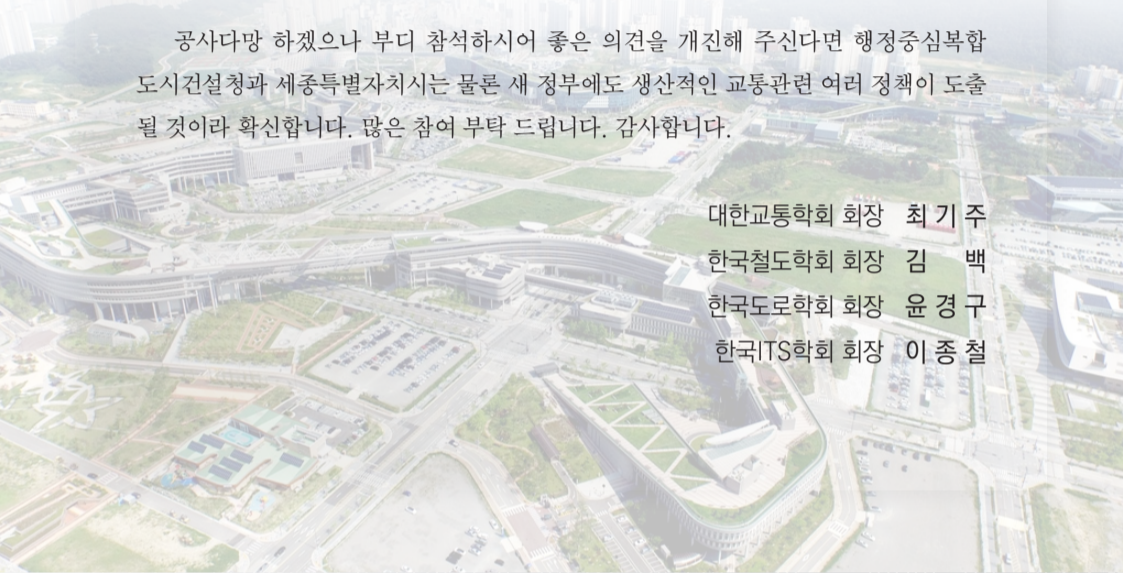 공사다망 하겠으나 부디 참석하시어 좋은 의견을 개진해 주신다면 행정중심복합
도시건설청과 세종특별자치시는 물론 새 정부에도 생산적인 교통관련 여러 정책이 도출
될 것이라 확신합니다. 많은 참여 부탁 드립니다. 감사합니다.
대한교통학회 회장 최 기 주
한국철도학회 회장 김 백
한국도로학회 회장 윤 경 구
한국ITS학회 회장 이 종 철